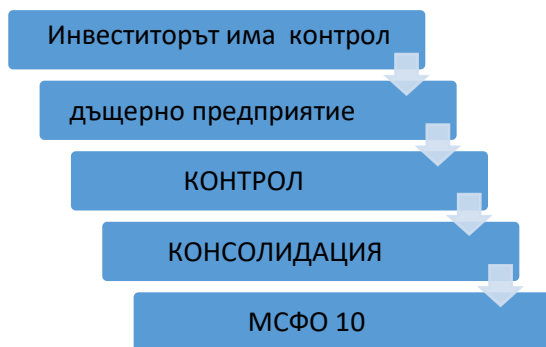 Инвеститорът има контрол
дъщерно предприятие
КОНТРОЛ
КОНСОЛИДАЦИЯ
МСФО 10